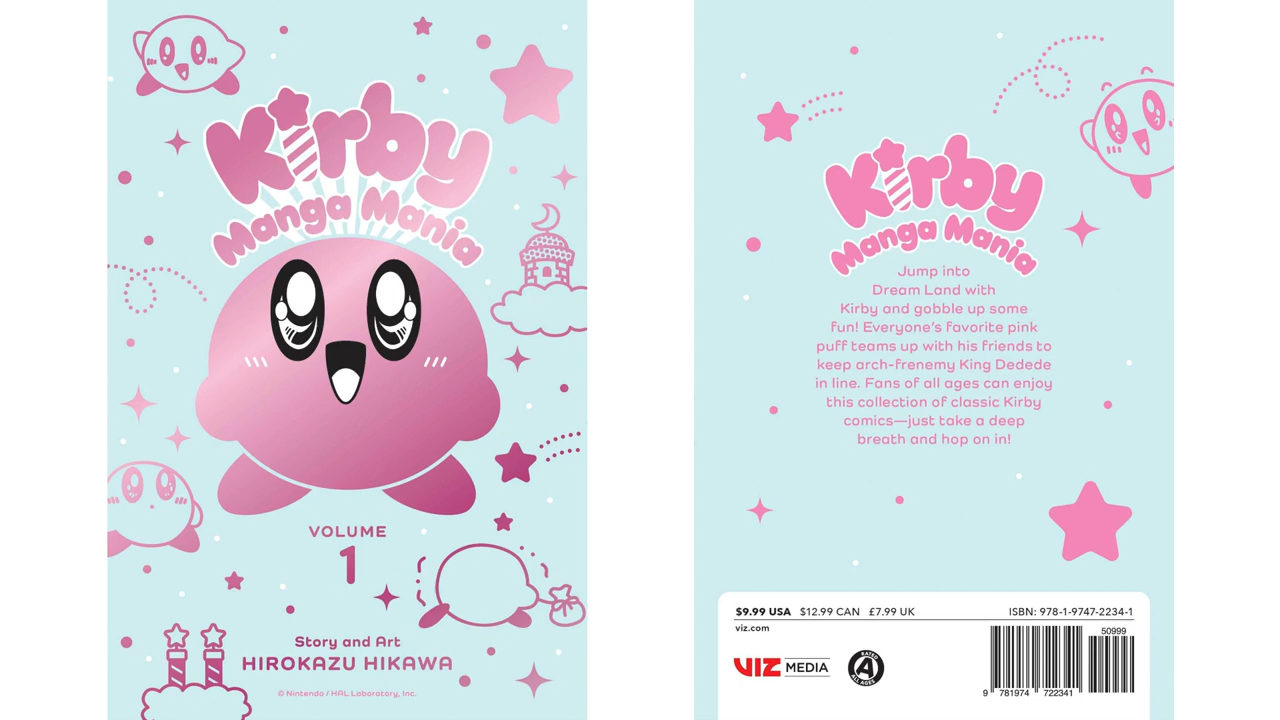 Kirby
Manga Mania
VOLUME
1
Story and Art
HIROKAZU HIKAWA
© Nintendo / HAL Laboratory, Inc.
Kirby
Manga Mania
Jump into
Dream Land with
Kirby and gobble up some
fun! Everyone's favorite pink
puff teams up with his friends to
keep arch-frenemy King Dedede
in line. Fans of all ages can enjoy
this collection of classic Kirby
comics—just take a deep
breath and hop on in!
$9.99 USA $12.99 CAN £7.99 UK
ISBN: 978-1-9747-2234-1
viz.com
50999
VIZ MEDIA
RATED A ALL AGES
9 781974 722341